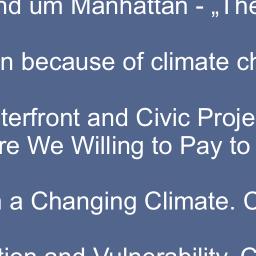 nd um Manhattan - „The
n because of climate ch
terfront and Civic Proje
re We Willing to Pay to
a Changing Climate. C
tion and Vulnerability. C